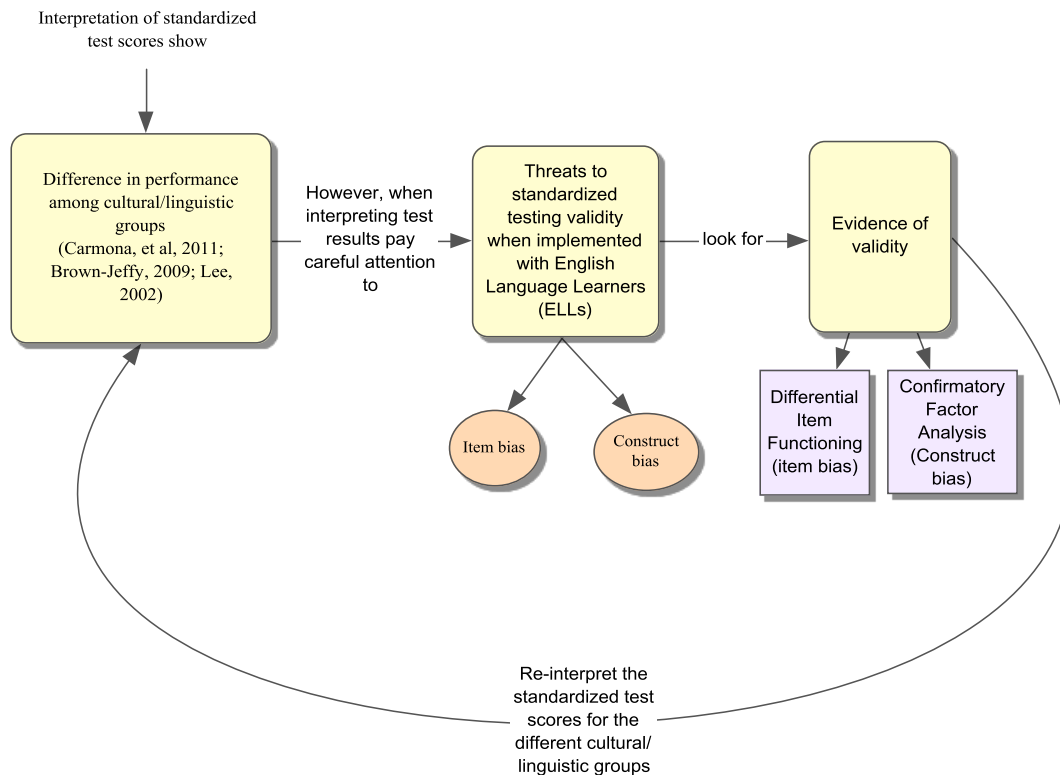 Interpretation of standardized
test scores show
Difference in performance
among cultural/linguistic
groups
(Carmona, et al, 2011;
Brown-Jeffy, 2009; Lee,
2002)
However, when
interpreting test
results pay
careful attention
to
Threats to
standardized
testing validity
when implemented
with English
Language Learners
(ELLs)
look for
Evidence of
validity
Item bias
Construct
bias
Differential
Item
Functioning
(item bias)
Confirmatory
Factor
Analysis
(Construct
bias)
Re-interpret the
standardized test
scores for the
different cultural/
linguistic groups